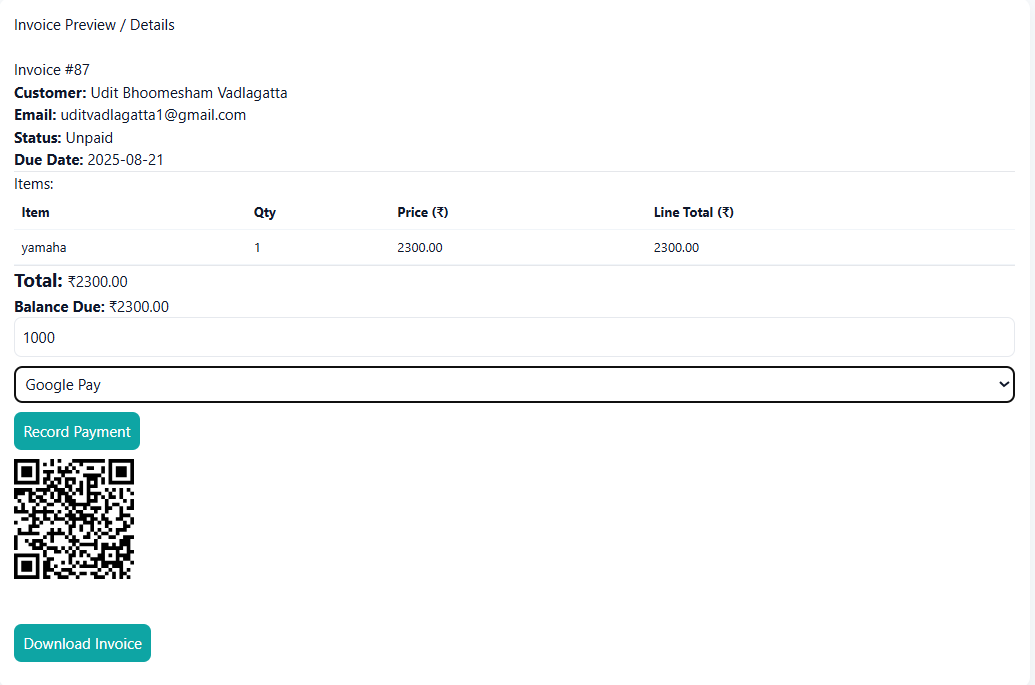 Invoice Preview / Details
Invoice #87
Customer: Udit Bhoomesham Vadlagatta
Email: uditvadlagatta1@gmail.com
Status: Unpaid
Due Date: 2025-08-21
Items:
Item Qty Price (₹) Line Total (₹)
yamaha 1 2300.00 2300.00
Total: ₹2300.00
Balance Due: ₹2300.00
1000
Google Pay
Record Payment
Download Invoice